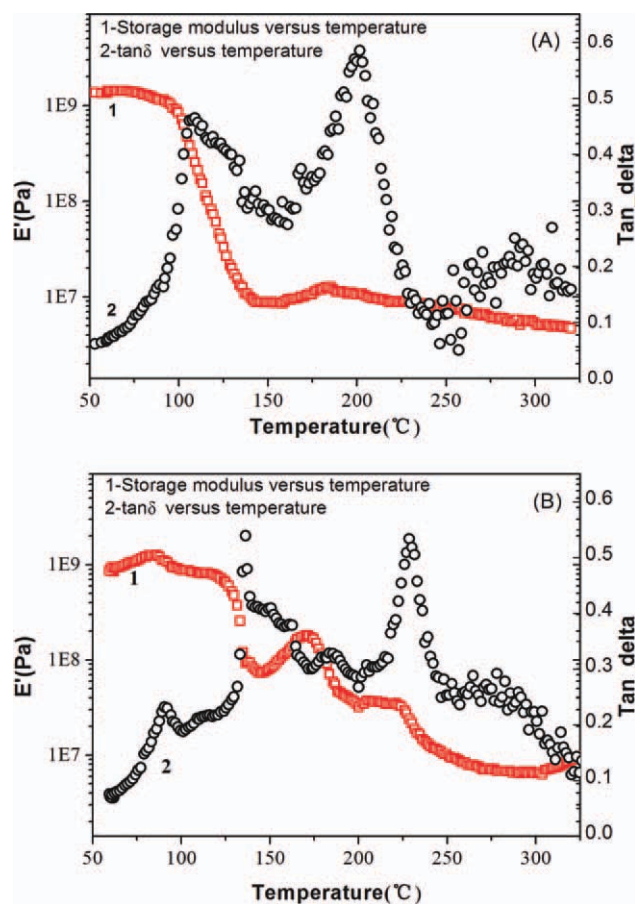 1-Storage modulus versus temperature
2-tanδ versus temperature
(A)
E'(Pa)
1E9
1E8
1E7
1
2
0.6
0.5
0.4
0.3
0.2
0.1
0.0
Tan delta
50 100 150 200 250 300
Temperature(℃)
1-Storage modulus versus temperature
2-tanδ versus temperature
(B)
E'(Pa)
1E9
1E8
1E7
1
2
0.6
0.5
0.4
0.3
0.2
0.1
0.0
Tan delta
50 100 150 200 250 300
Temperature(℃)